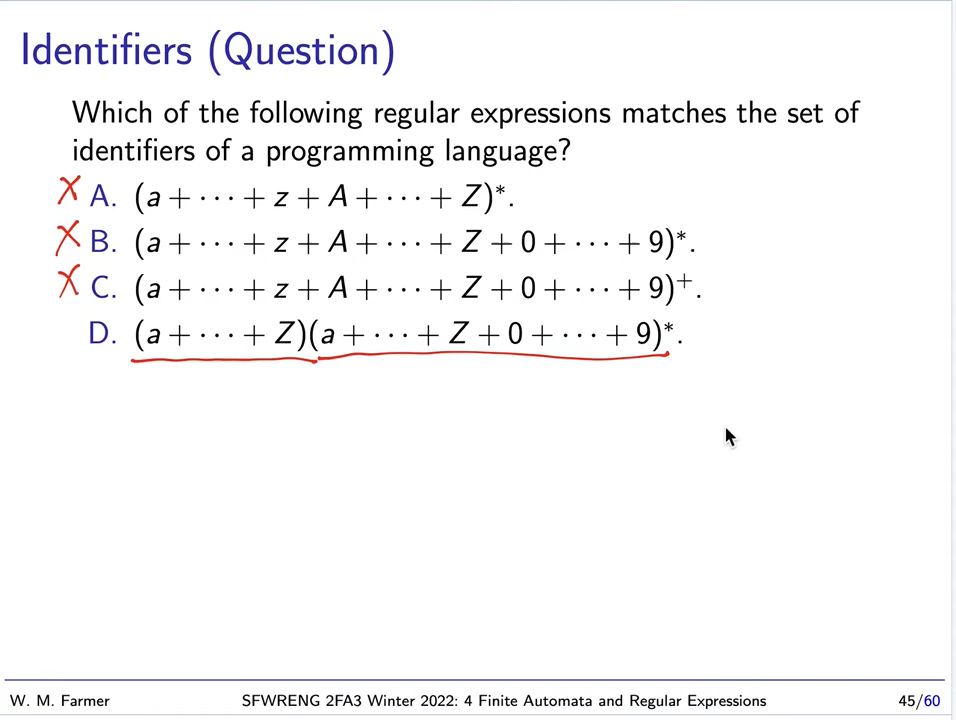 Identifiers (Question)
Which of the following regular expressions matches the set of
identifiers of a programming language?
X A. (a + ··· + z + A + ··· + Z)*.
X B. (a + ··· + z + A + ··· + Z + 0 + ··· + 9)*.
X C. (a + ··· + z + A + ··· + Z + 0 + ··· + 9)⁺.
D. (a + ··· + Z)(a + ··· + Z + 0 + ··· + 9)*.
W. M. Farmer SFWRENG 2FA3 Winter 2022: 4 Finite Automata and Regular Expressions 45/60